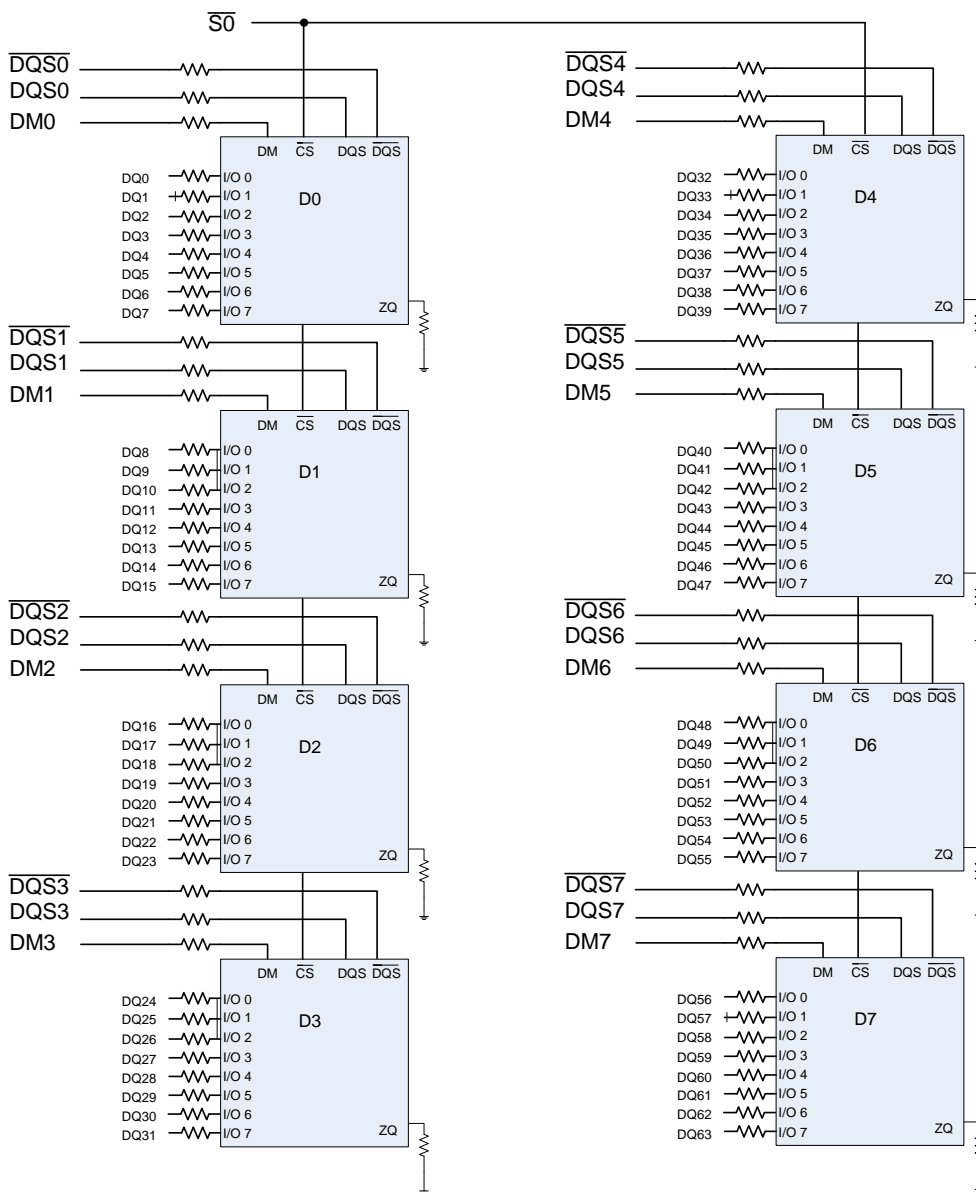 S0
DQS0
DQS0
DM0
DM CS DQS DQS
D0
DQ0 I/O 0
DQ1 I/O 1
DQ2 I/O 2
DQ3 I/O 3
DQ4 I/O 4
DQ5 I/O 5
DQ6 I/O 6
DQ7 I/O 7
ZQ
DQS1
DQS1
DM1
DM CS DQS DQS
D1
DQ8 I/O 0
DQ9 I/O 1
DQ10 I/O 2
DQ11 I/O 3
DQ12 I/O 4
DQ13 I/O 5
DQ14 I/O 6
DQ15 I/O 7
ZQ
DQS2
DQS2
DM2
DM CS DQS DQS
D2
DQ16 I/O 0
DQ17 I/O 1
DQ18 I/O 2
DQ19 I/O 3
DQ20 I/O 4
DQ21 I/O 5
DQ22 I/O 6
DQ23 I/O 7
ZQ
DQS3
DQS3
DM3
DM CS DQS DQS
D3
DQ24 I/O 0
DQ25 I/O 1
DQ26 I/O 2
DQ27 I/O 3
DQ28 I/O 4
DQ29 I/O 5
DQ30 I/O 6
DQ31 I/O 7
ZQ
DQS4
DQS4
DM4
DM CS DQS DQS
D4
DQ32 I/O 0
DQ33 I/O 1
DQ34 I/O 2
DQ35 I/O 3
DQ36 I/O 4
DQ37 I/O 5
DQ38 I/O 6
DQ39 I/O 7
ZQ
DQS5
DQS5
DM5
DM CS DQS DQS
D5
DQ40 I/O 0
DQ41 I/O 1
DQ42 I/O 2
DQ43 I/O 3
DQ44 I/O 4
DQ45 I/O 5
DQ46 I/O 6
DQ47 I/O 7
ZQ
DQS6
DQS6
DM6
DM CS DQS DQS
D6
DQ48 I/O 0
DQ49 I/O 1
DQ50 I/O 2
DQ51 I/O 3
DQ52 I/O 4
DQ53 I/O 5
DQ54 I/O 6
DQ55 I/O 7
ZQ
DQS7
DQS7
DM7
DM CS DQS DQS
D7
DQ56 I/O 0
DQ57 I/O 1
DQ58 I/O 2
DQ59 I/O 3
DQ60 I/O 4
DQ61 I/O 5
DQ62 I/O 6
DQ63 I/O 7
ZQ